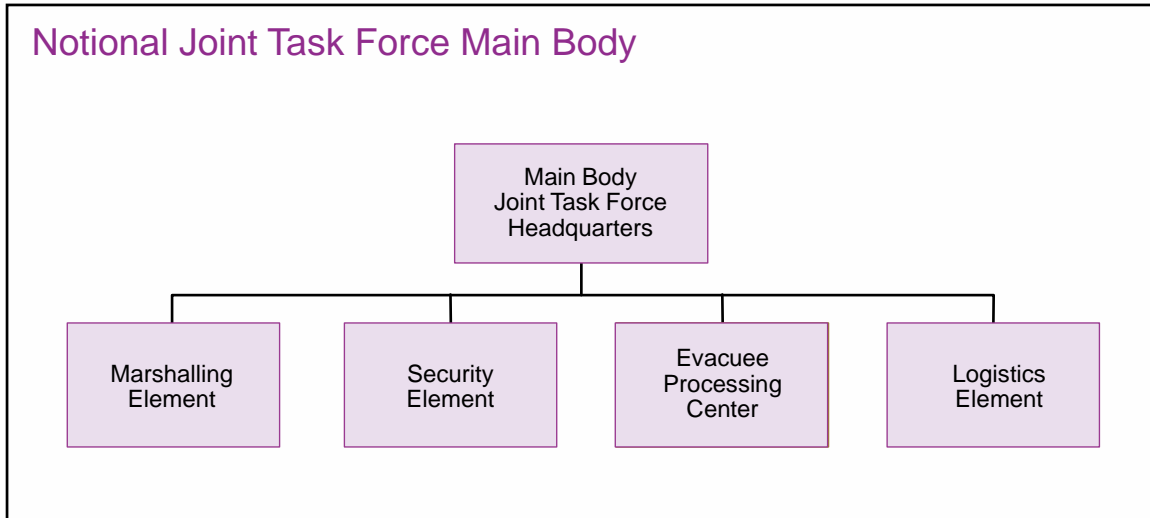 Notional Joint Task Force Main Body
Main Body
Joint Task Force
Headquarters
Marshalling
Element
Security
Element
Evacuee
Processing
Center
Logistics
Element